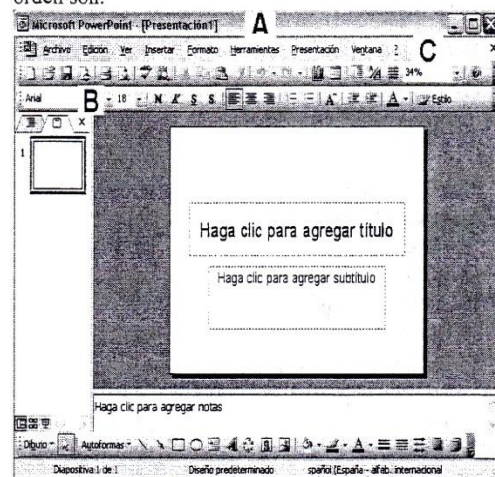 orden son:
Microsoft PowerPoint - [Presentación1] A
Archivo Edición Ver Insertar Formato Herramientas Presentación Ventana ? C
34%
Arial B 18 N K S S Estilo
1
Haga clic para agregar título
Haga clic para agregar subtítulo
Haga clic para agregar notas
Dibujo Autoformas
Diapositiva 1 de 1 Diseño predeterminado español (España - alfab. internacional